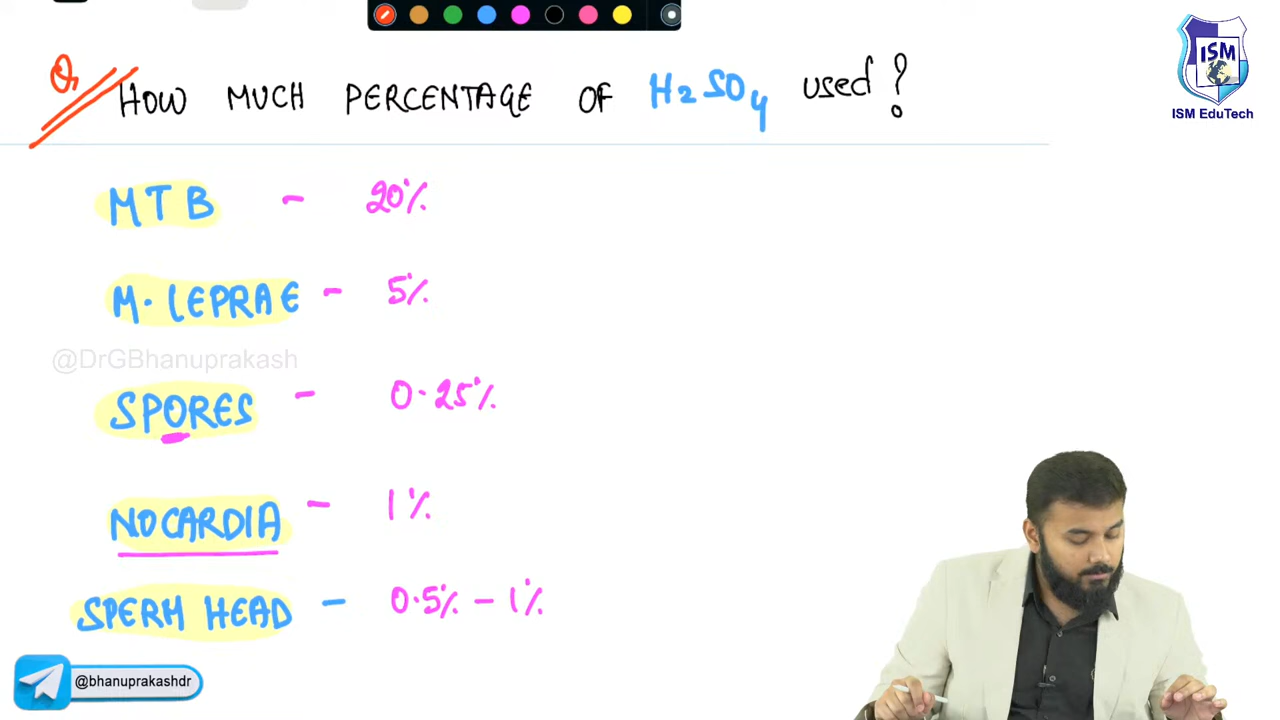 Q,
HOW MUCH PERCENTAGE OF H2SO4 used?
ISM
ISM EduTech
MTB - 20%
M. LEPRAE - 5%
@DrGBhanuprakash
SPORES - 0.25%
NOCARDIA - 1%
SPERM HEAD - 0.5% - 1%
@bhanuprakashdr